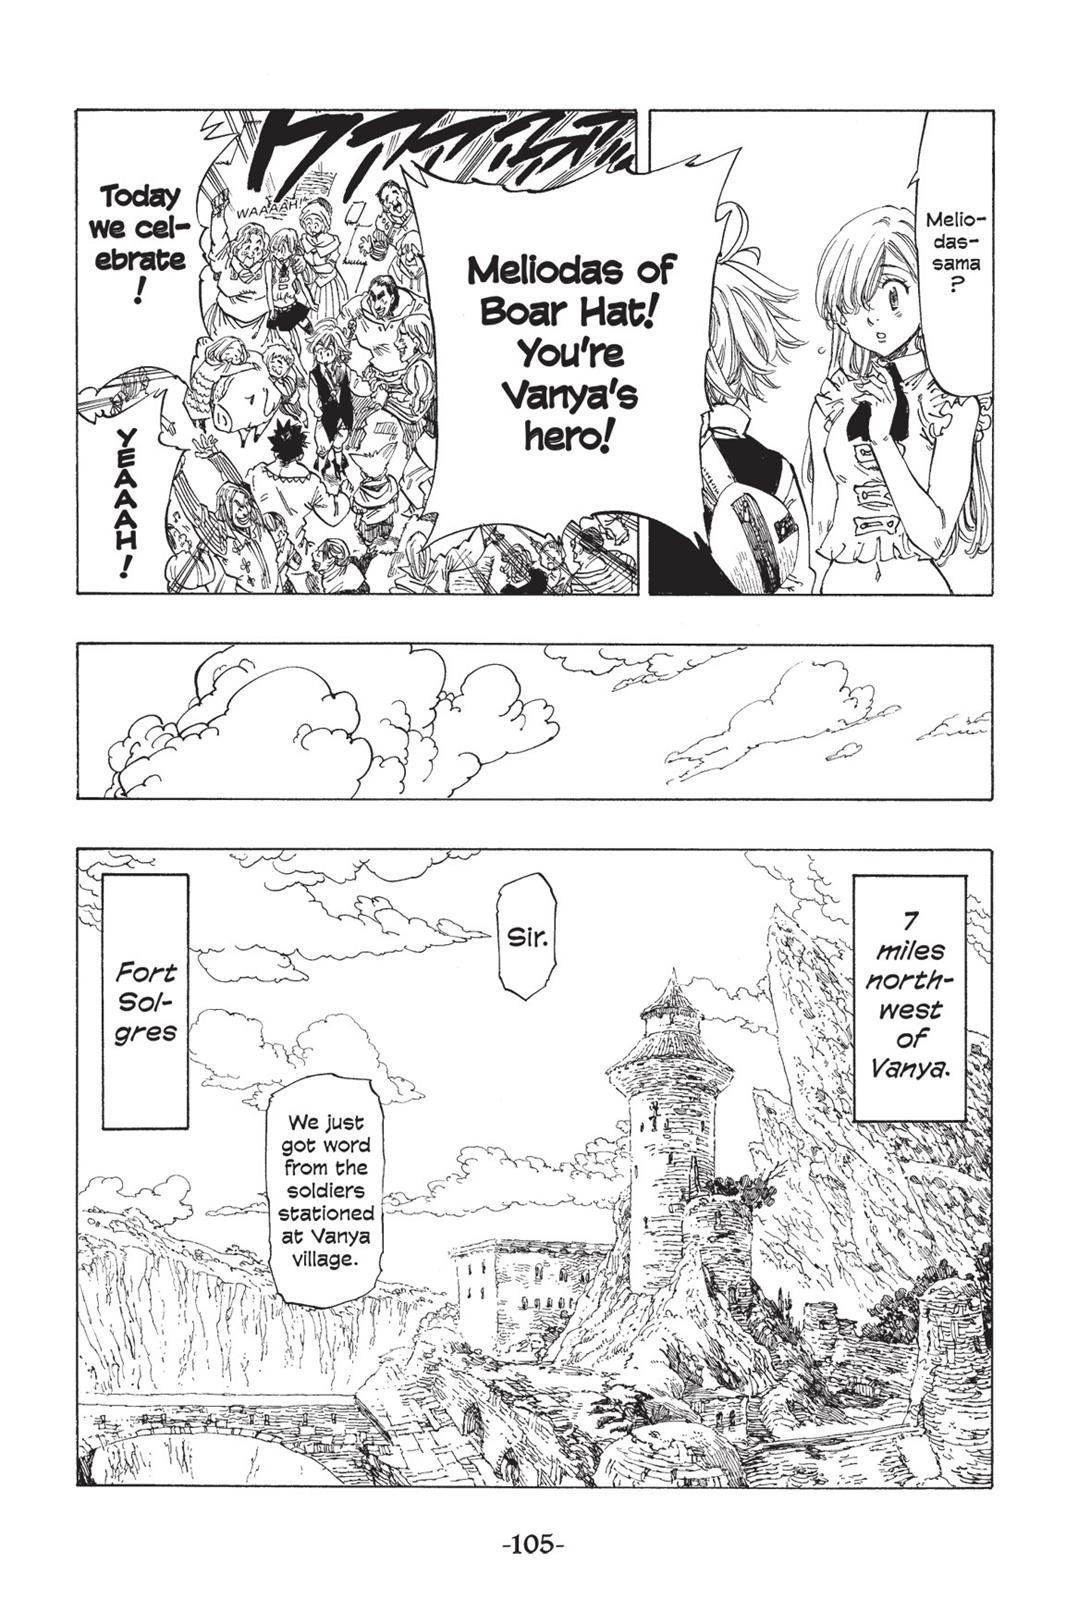 Melio-
das-
sama
?
Meliodas of
Boar Hat!
You're
Vanya's
hero!
WAAAAH!
Today
we cel-
ebrate
!
YEAAAH!
7
miles
north-
west
of
Vanya.
Sir.
We just
got word
from the
soldiers
stationed
at Vanya
village.
Fort
Sol-
gres
-105-